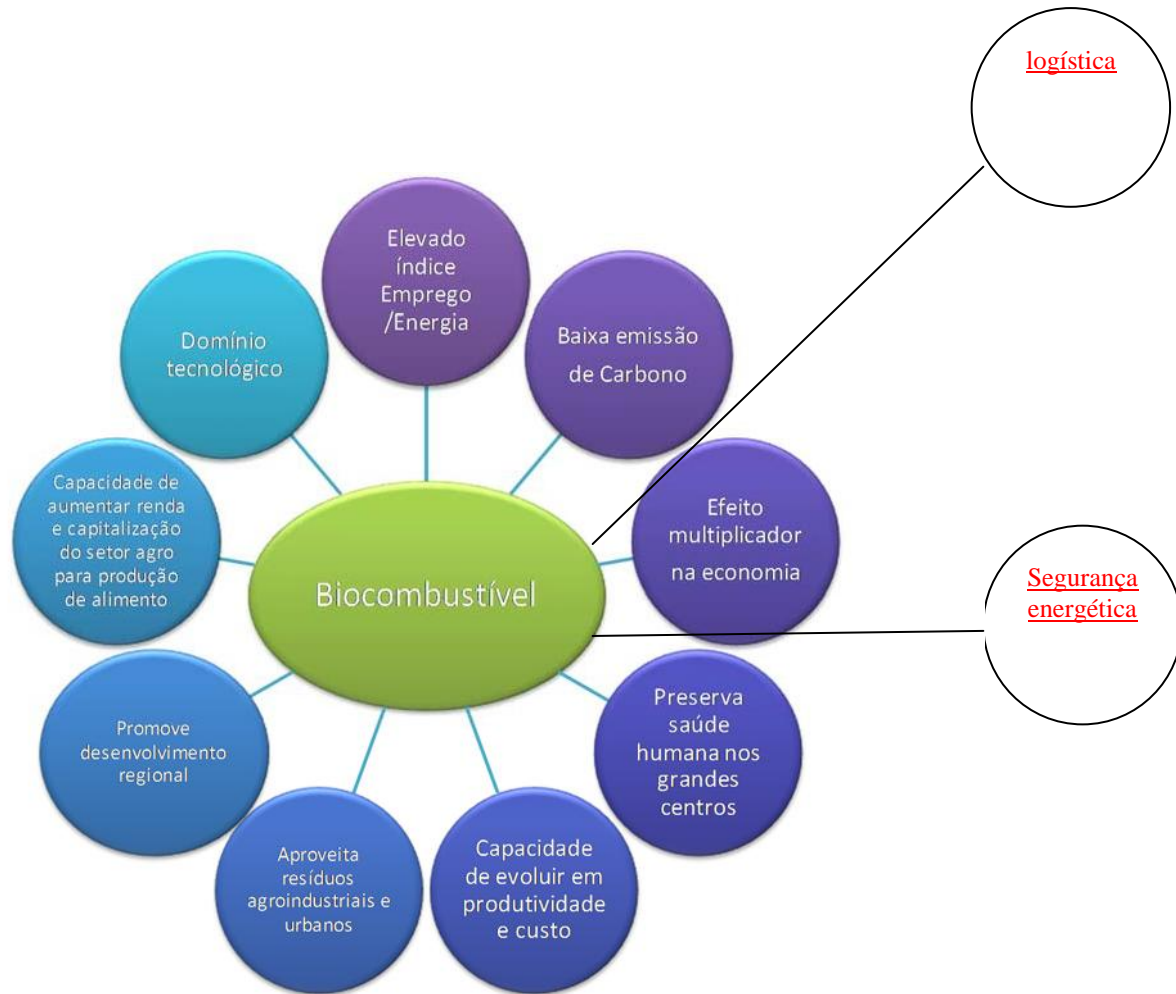 logística
Elevado
índice
Emprego
/Energia
Baixa emissão
de Carbono
Domínio
tecnológico
Efeito
multiplicador
na economia
Capacidade de
aumentar renda
e capitalização
do setor agro
para produção
de alimento
Biocombustível
Segurança
energética
Preserva
saúde
humana nos
grandes
centros
Promove
desenvolvimento
regional
Capacidade
de evoluir em
produtividade
e custo
Aproveita
resíduos
agroindustriais e
urbanos